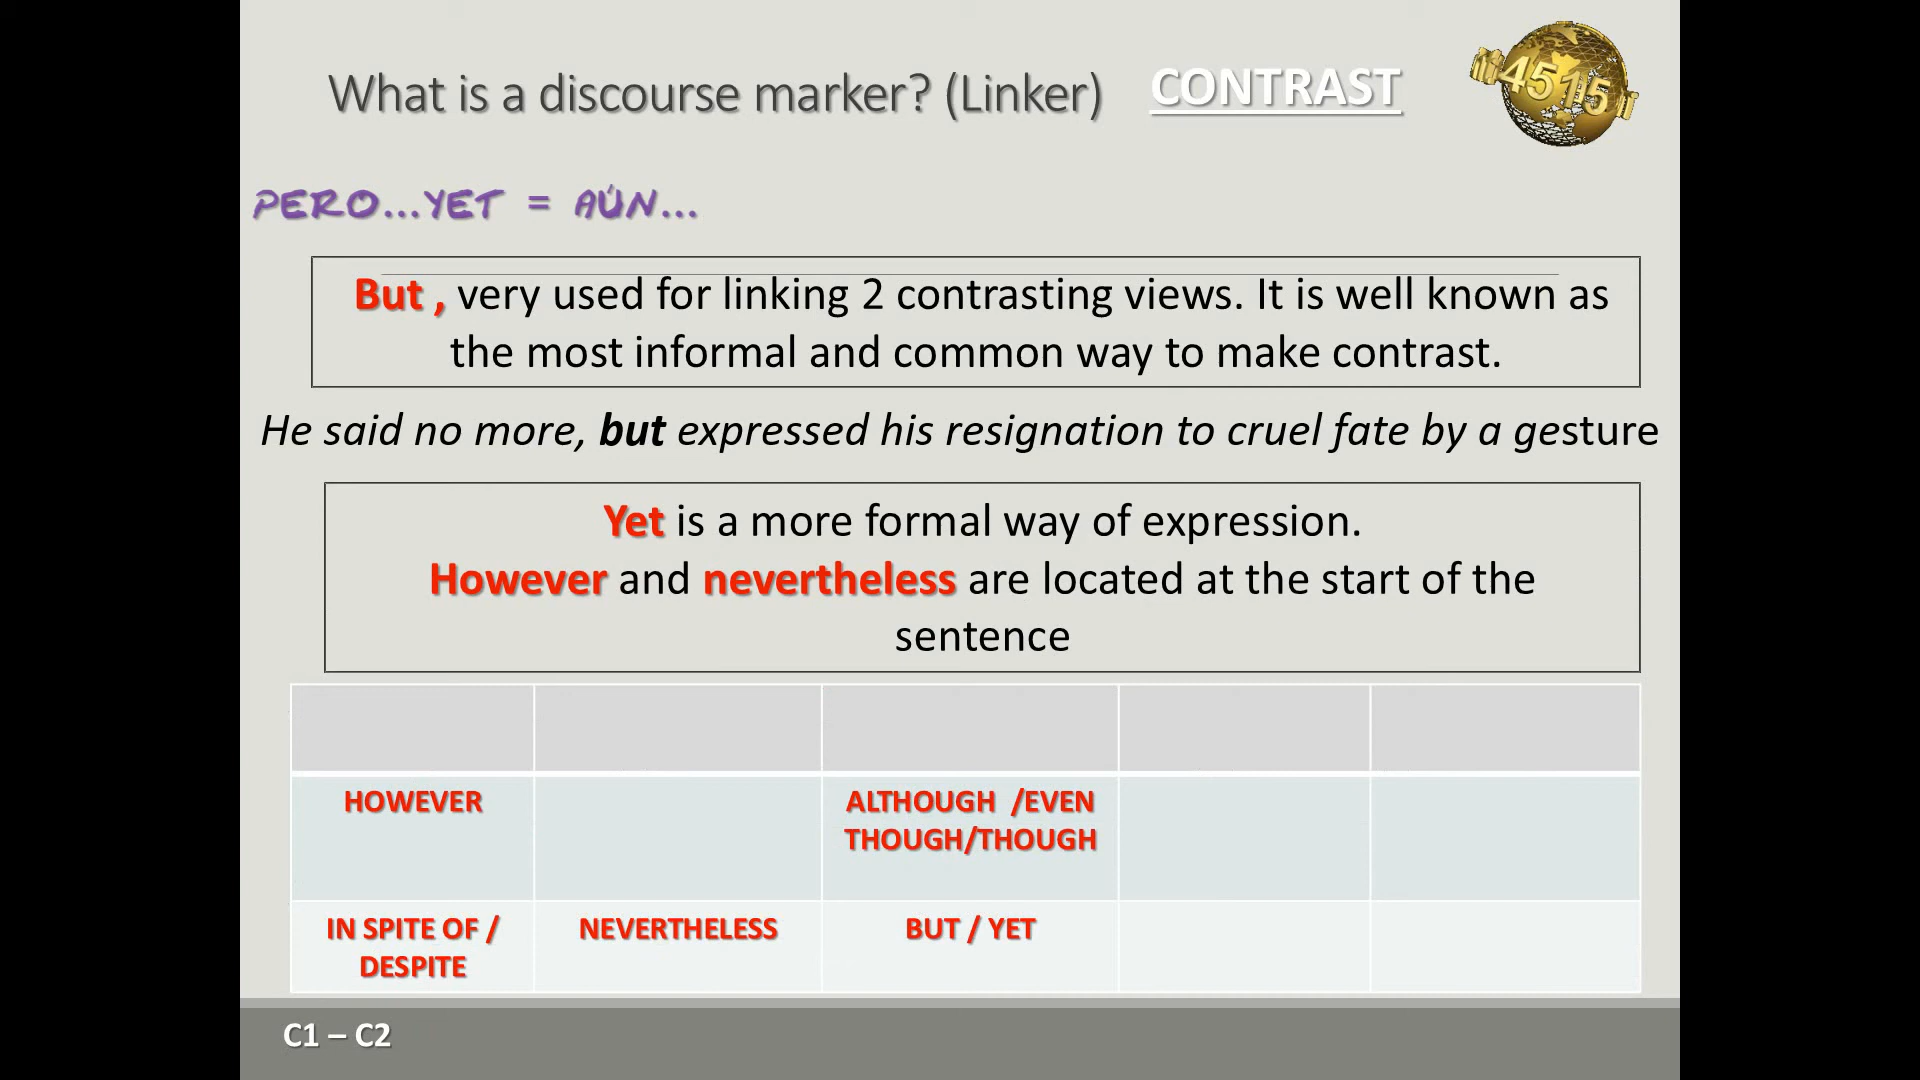 What is a discourse marker? (Linker) CONTRAST
4515
PERO...YET = AÚN...
But , very used for linking 2 contrasting views. It is well known as
the most informal and common way to make contrast.
He said no more, but expressed his resignation to cruel fate by a gesture
Yet is a more formal way of expression.
However and nevertheless are located at the start of the
sentence
HOWEVER
ALTHOUGH /EVEN
THOUGH/THOUGH
IN SPITE OF /
DESPITE
NEVERTHELESS
BUT / YET
C1 – C2